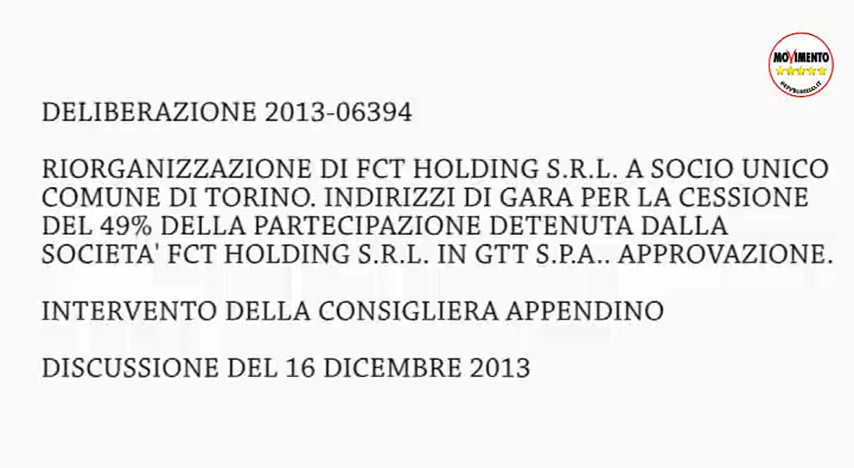 MOVIMENTO
BEPPEGRILLO.IT
DELIBERAZIONE 2013-06394
RIORGANIZZAZIONE DI FCT HOLDING S.R.L. A SOCIO UNICO
COMUNE DI TORINO. INDIRIZZI DI GARA PER LA CESSIONE
DEL 49% DELLA PARTECIPAZIONE DETENUTA DALLA
SOCIETA' FCT HOLDING S.R.L. IN GTT S.P.A.. APPROVAZIONE.
INTERVENTO DELLA CONSIGLIERA APPENDINO
DISCUSSIONE DEL 16 DICEMBRE 2013